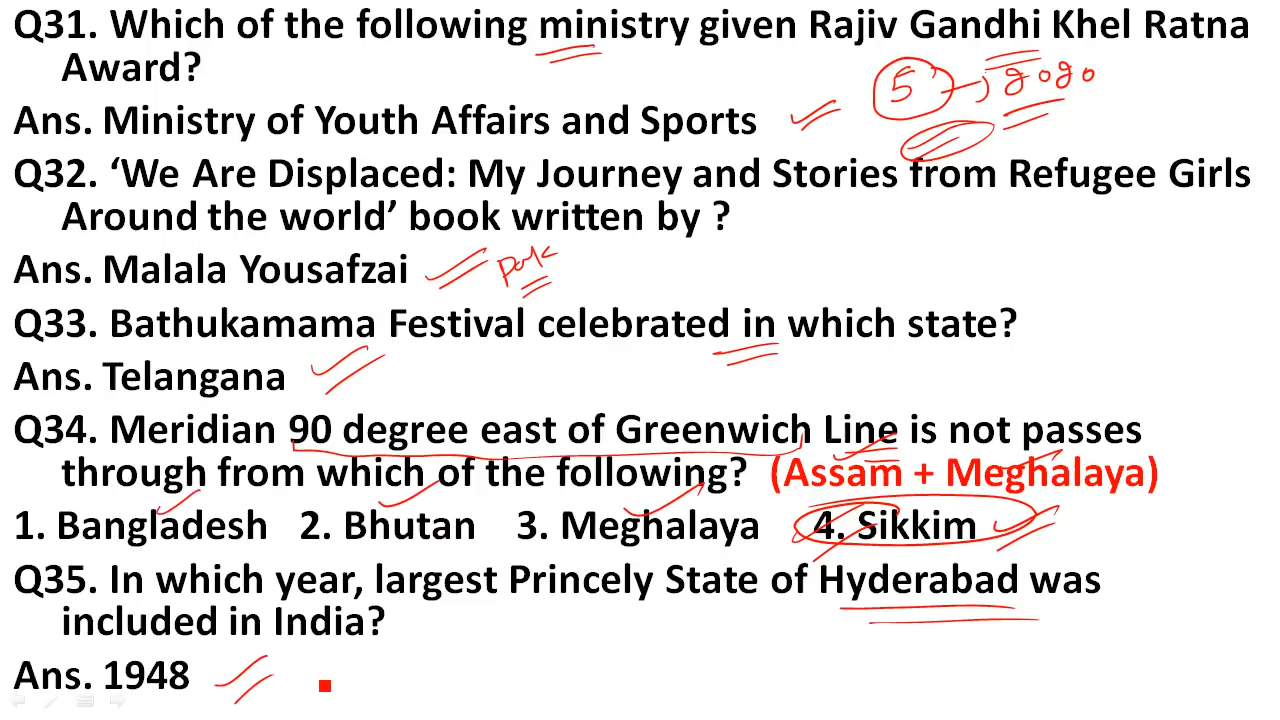 Q31. Which of the following ministry given Rajiv Gandhi Khel Ratna
Award?
5 2020
Ans. Ministry of Youth Affairs and Sports
Q32. ‘We Are Displaced: My Journey and Stories from Refugee Girls
Around the world’ book written by ?
Ans. Malala Yousafzai
Q33. Bathukamama Festival celebrated in which state?
Ans. Telangana
Q34. Meridian 90 degree east of Greenwich Line is not passes
through from which of the following? (Assam + Meghalaya)
1. Bangladesh 2. Bhutan 3. Meghalaya 4. Sikkim
Q35. In which year, largest Princely State of Hyderabad was
included in India?
Ans. 1948